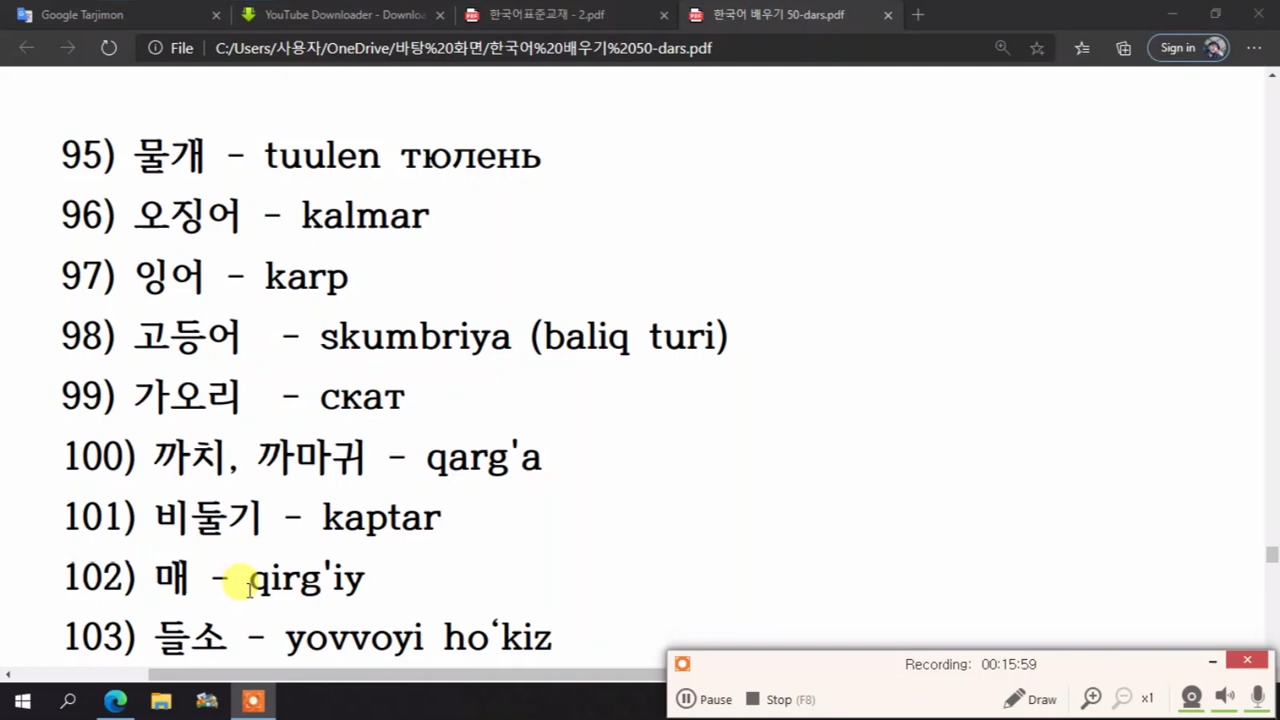 Google Tarjimon
YouTube Downloader - Downloa
한국어표준교재 - 2.pdf
한국어 배우기 50-dars.pdf
File
C:/Users/사용자/OneDrive/바탕%20화면/한국어%20배우기%2050-dars.pdf
Sign in
95) 물개 - tuulen тюлень
96) 오징어 - kalmar
97) 잉어 - karp
98) 고등어 - skumbriya (baliq turi)
99) 가오리 - скат
100) 까치, 까마귀 - qarg'a
101) 비둘기 - kaptar
102) 매 - qirg'iy
103) 들소 - yovvoyi ho‘kiz
Recording: 00:15:59
Pause
Stop (F8)
Draw
x1